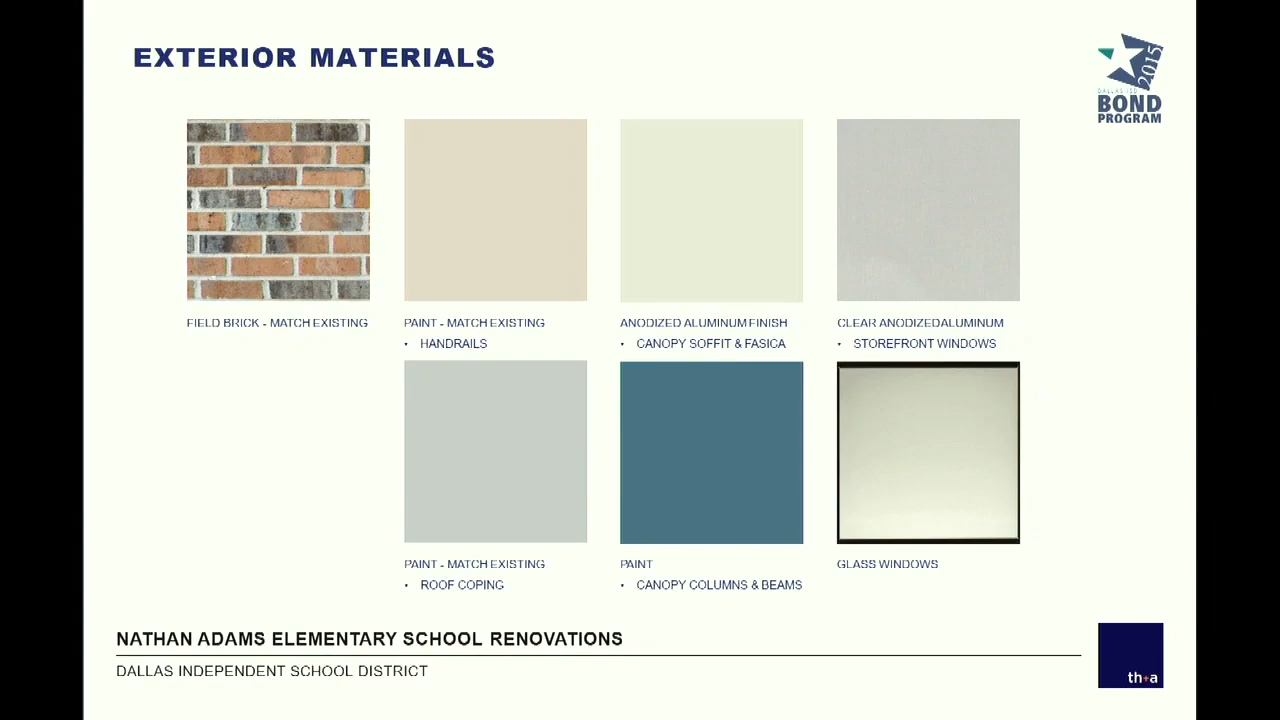 EXTERIOR MATERIALS
2015
DALLAS ISD
BOND
PROGRAM
FIELD BRICK - MATCH EXISTING
PAINT - MATCH EXISTING
• HANDRAILS
ANODIZED ALUMINUM FINISH
• CANOPY SOFFIT & FASICA
CLEAR ANODIZED ALUMINUM
• STOREFRONT WINDOWS
PAINT - MATCH EXISTING
• ROOF COPING
PAINT
• CANOPY COLUMNS & BEAMS
GLASS WINDOWS
NATHAN ADAMS ELEMENTARY SCHOOL RENOVATIONS
DALLAS INDEPENDENT SCHOOL DISTRICT
th+a